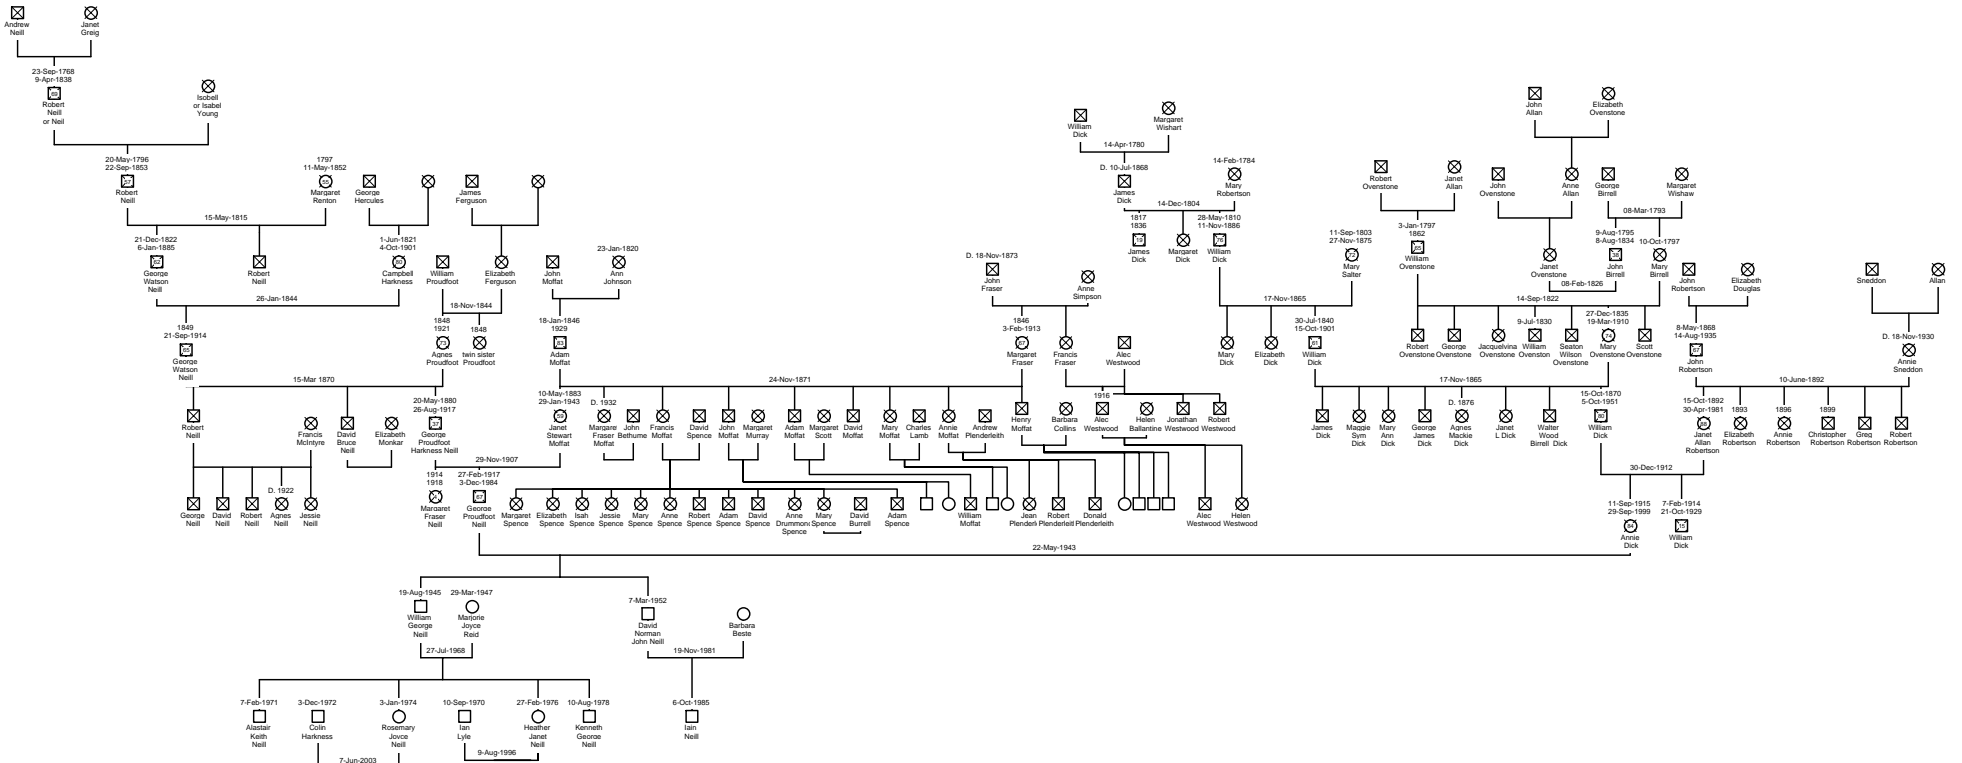 Andrew
Neill
Janet
Greig
23-Sep-1768
9-Apr-1838
69
Robert
Neill
or Neil
Isobell
or Isabel
Young
20-May-1796
22-Sep-1853
57
Robert
Neill
1797
11-May-1852
55
Margaret
Renton
George
Hercules
James
Ferguson
15-May-1815
21-Dec-1822
6-Jan-1885
62
George
Watson
Neill
Robert
Neill
1-Jun-1821
4-Oct-1901
80
Campbell
Harkness
William
Proudfoot
Elizabeth
Ferguson
John
Moffat
23-Jan-1820
Ann
Johnson
26-Jan-1844
18-Nov-1844
1849
21-Sep-1914
65
George
Watson
Neill
1848
1921
73
Agnes
Proudfoot
1848
twin sister
Proudfoot
18-Jan-1846
1929
83
Adam
Moffat
D. 18-Nov-1873
John
Fraser
Anne
Simpson
1846
3-Feb-1913
67
Margaret
Fraser
Francis
Fraser
Alec
Westwood
William
Dick
Margaret
Wishart
14-Apr-1780
D. 10-Jul-1868
James
Dick
14-Feb-1784
Mary
Robertson
14-Dec-1804
1817
1836
19
James
Dick
Margaret
Dick
28-May-1810
11-Nov-1886
76
William
Dick
11-Sep-1803
27-Nov-1875
72
Mary
Salter
17-Nov-1865
Mary
Dick
Elizabeth
Dick
30-Jul-1840
15-Oct-1901
61
William
Dick
John
Allan
Elizabeth
Ovenstone
Robert
Ovenstone
Janet
Allan
John
Ovenstone
Anne
Allan
George
Birrell
Margaret
Wishaw
08-Mar-1793
3-Jan-1797
1862
65
William
Ovenstone
Janet
Ovenstone
9-Aug-1795
8-Aug-1834
38
John
Birrell
10-Oct-1797
Mary
Birrell
08-Feb-1826
14-Sep-1822
Robert
Ovenstone
George
Ovenstone
Jacquelvina
Ovenstone
9-Jul-1830
William
Ovenston
Seaton
Wilson
Ovenstone
27-Dec-1835
19-Mar-1910
74
Mary
Ovenstone
Scott
Ovenstone
John
Robertson
Elizabeth
Douglas
8-May-1868
14-Aug-1935
67
John
Robertson
Sneddon
Allan
D. 18-Nov-1930
Annie
Sneddon
15-Mar 1870
Robert
Neill
Francis
McIntyre
David
Bruce
Neill
Elizabeth
Monkar
20-May-1880
26-Aug-1917
37
George
Proudfoot
Harkness Neill
24-Nov-1871
10-May-1883
29-Jan-1943
59
Janet
Stewart
Moffat
D. 1932
Margare
Fraser
Moffat
John
Bethume
Francis
Moffat
David
Spence
John
Moffat
Margaret
Murray
Adam
Moffat
Margaret
Scott
David
Moffat
Mary
Moffat
Charles
Lamb
Annie
Moffat
Andrew
Plenderleith
Henry
Moffat
Barbara
Collins
1916
Alec
Westwood
Helen
Ballantine
Jonathan
Westwood
Robert
Westwood
17-Nov-1865
James
Dick
Maggie
Sym
Dick
Mary
Ann
Dick
George
James
Dick
D. 1876
Agnes
Mackie
Dick
Janet
L Dick
Walter
Wood
Birrell Dick
15-Oct-1870
5-Oct-1951
80
William
Dick
10-June-1892
15-Oct-1892
30-Apr-1981
88
Janet
Allan
Robertson
1893
Elizabeth
Robertson
1896
Annie
Robertson
1899
Christopher
Robertson
Greg
Robertson
Robert
Robertson
29-Nov-1907
George
Neill
David
Neill
Robert
Neill
D. 1922
Agnes
Neill
Jessie
Neill
1914
1918
4
Margaret
Fraser
Neill
27-Feb-1917
3-Dec-1984
67
George
Proudfoot
Neill
Margaret
Spence
Elizabeth
Spence
Isah
Spence
Jessie
Spence
Mary
Spence
Anne
Spence
Robert
Spence
Adam
Spence
David
Spence
Anne
Drummond
Spence
Mary
Spence
David
Burrell
Adam
Spence
William
Moffat
Jean
Plenderl
Robert
Plenderleith
Donald
Plenderleith
Alec
Westwood
Helen
Westwood
30-Dec-1912
11-Sep-1915
29-Sep-1999
84
Annie
Dick
7-Feb-1914
21-Oct-1929
15
William
Dick
22-May-1943
19-Aug-1945
William
George
Neill
29-Mar-1947
Marjorie
Joyce
Reid
7-Mar-1952
David
Norman
John Neill
Barbara
Beste
27-Jul-1968
19-Nov-1981
7-Feb-1971
Alastair
Keith
Neill
3-Dec-1972
Colin
Harkness
3-Jan-1974
Rosemary
Joyce
Neill
10-Sep-1970
Ian
Lyle
27-Feb-1976
Heather
Janet
Neill
10-Aug-1978
Kenneth
George
Neill
6-Oct-1985
Iain
Neill
9-Aug-1996
7-Jun-2003